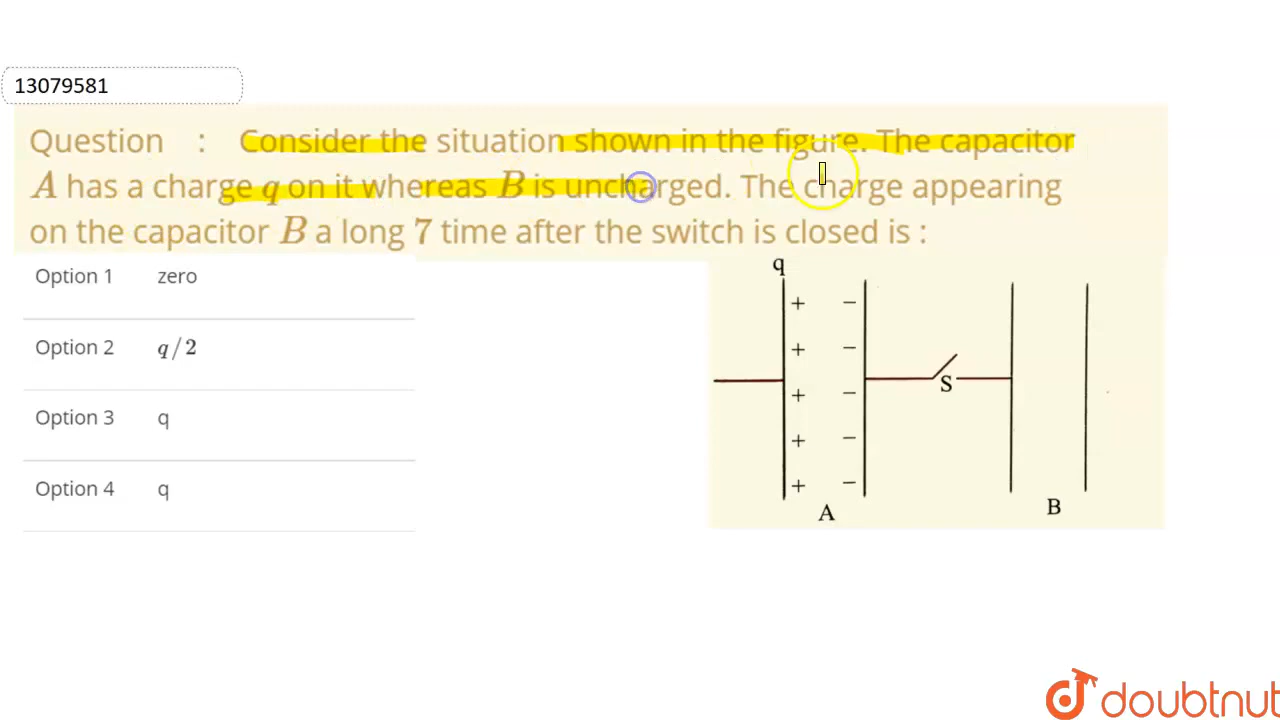 13079581
Question : Consider the situation shown in the figure. The capacitor
A has a charge q on it whereas B is uncharged. The charge appearing
on the capacitor B a long 7 time after the switch is closed is :
Option 1 zero
Option 2 q/2
Option 3 q
Option 4 q
q
+ −
+ −
+ −
+ −
+ −
S
A
B
doubtnut